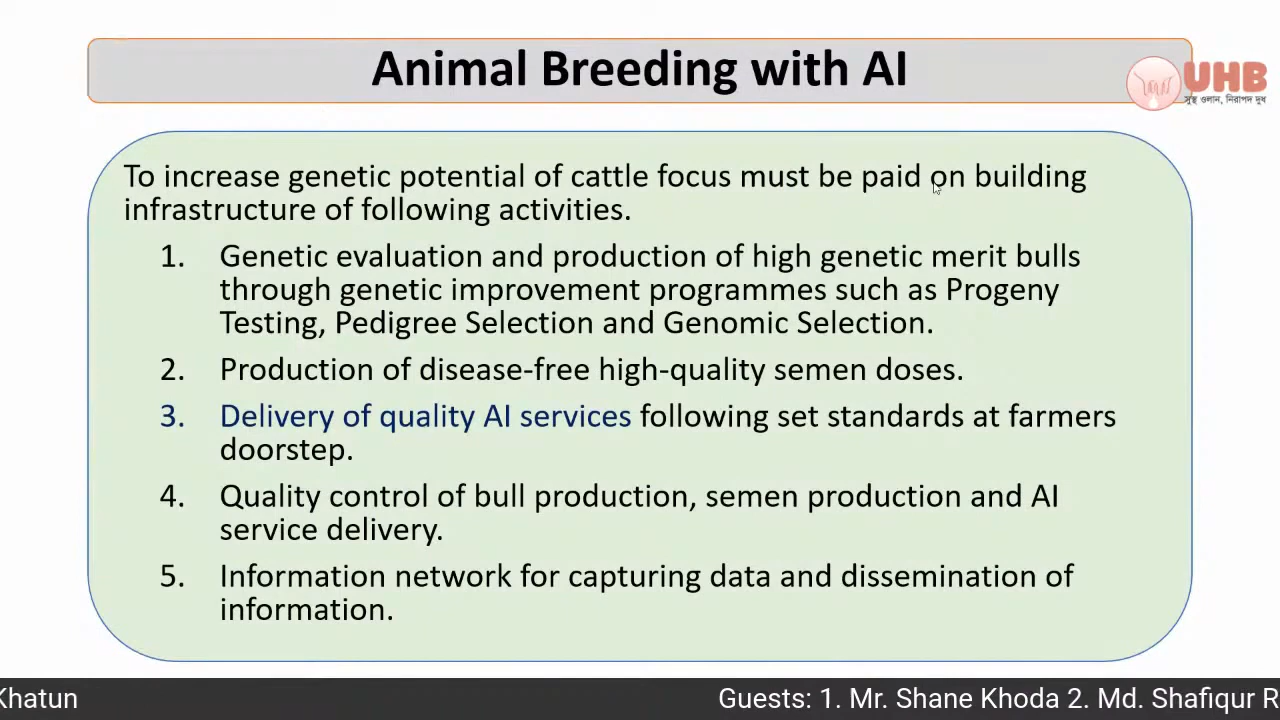 Animal Breeding with AI
UHB
সুস্থ ওলান, নিরাপদ দুধ
To increase genetic potential of cattle focus must be paid on building
infrastructure of following activities.
1. Genetic evaluation and production of high genetic merit bulls
through genetic improvement programmes such as Progeny
Testing, Pedigree Selection and Genomic Selection.
2. Production of disease-free high-quality semen doses.
3. Delivery of quality AI services following set standards at farmers
doorstep.
4. Quality control of bull production, semen production and AI
service delivery.
5. Information network for capturing data and dissemination of
information.
Khatun Guests: 1. Mr. Shane Khoda 2. Md. Shafiqur R